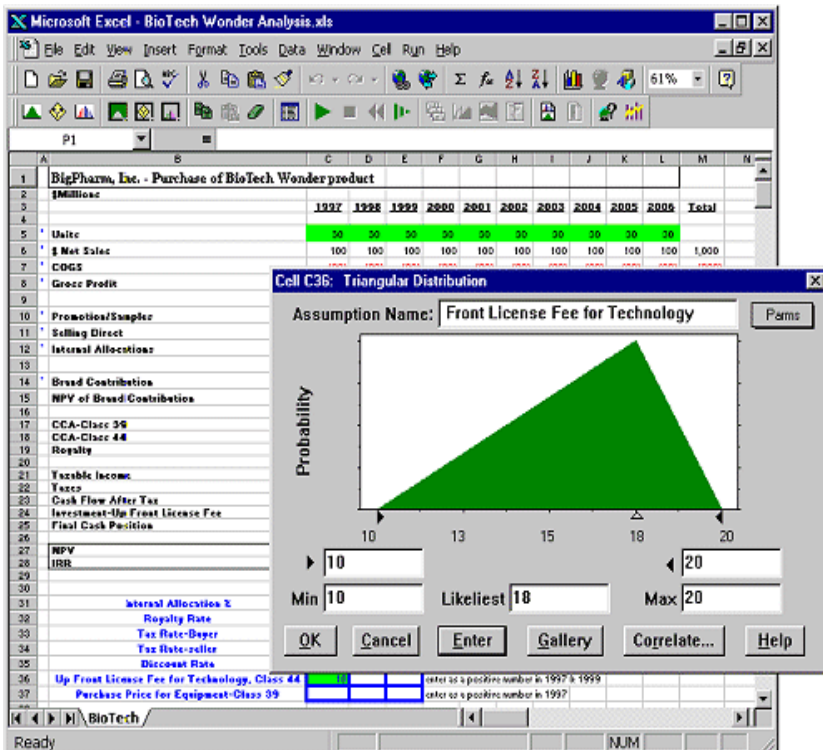 Microsoft Excel - BioTech Wonder Analysis.xls
File Edit View Insert Format Tools Data Window Cell Run Help
61%
P1 =
A B C D E F G H I J K L M N
1 BigPharm, Inc. - Purchase of BioTech Wonder product
2 $Millions
3 1997 1998 1999 2000 2001 2002 2003 2004 2005 2006 Total
4
5 Units 30 30 30 30 30 30 30 30 30 30
6 $ Net Sales 100 100 100 100 100 100 100 100 100 100 1,000
7 COGS
8 Gross Profit
9
10 Promotion/Samples
11 Selling Direct
12 Internal Allocations
13
14 Brand Contribution
15 NPV of Brand Contribution
16
17 CCA-Class 39
18 CCA-Class 44
19 Royalty
20
21 Taxable Income
22 Taxes
23 Cash Flow After Tax
24 Investment-Up Front License Fee
25 Final Cash Position
26
27 NPV
28 IRR
29
30
31 Internal Allocation %
32 Royalty Rate
33 Tax Rate-Buyer
34 Tax Rate-seller
35 Discount Rate
36 Up Front License Fee for Technology, Class 44 18 enter as a positive number in 1997 & 1999
37 Purchase Price for Equipment-Class 39 enter as a positive number in 1997
Cell C36: Triangular Distribution
Assumption Name: Front License Fee for Technology Parms
Probability
10 13 15 18 20
10 20
Min 10 Likeliest 18 Max 20
OK Cancel Enter Gallery Correlate... Help
BioTech
Ready NUM